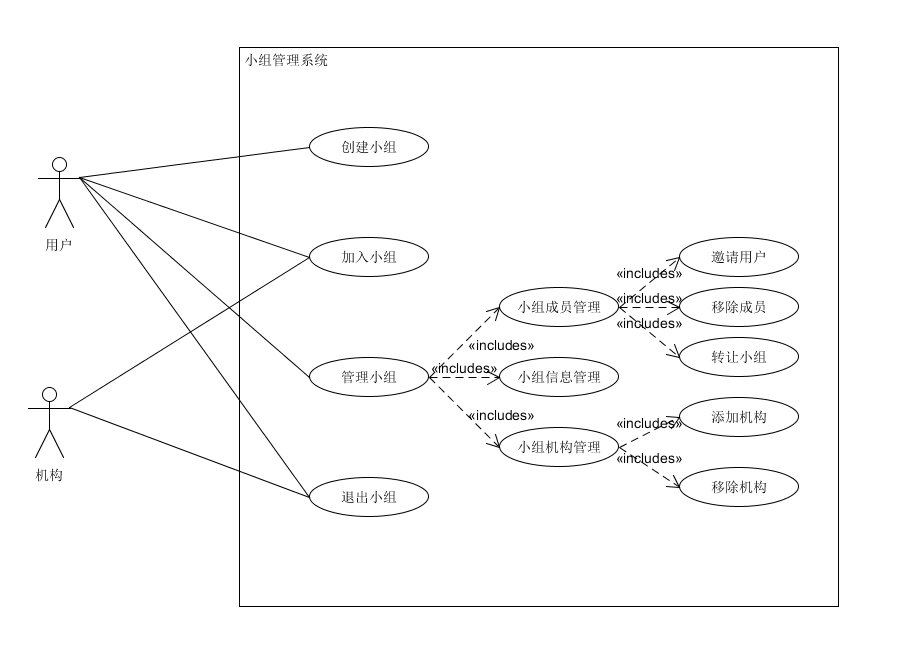 小组管理系统
创建小组
用户
加入小组
邀请用户
«includes»
小组成员管理
«includes»
移除成员
«includes»
«includes»
转让小组
管理小组
«includes»
小组信息管理
«includes»
添加机构
«includes»
小组机构管理
«includes»
移除机构
机构
退出小组